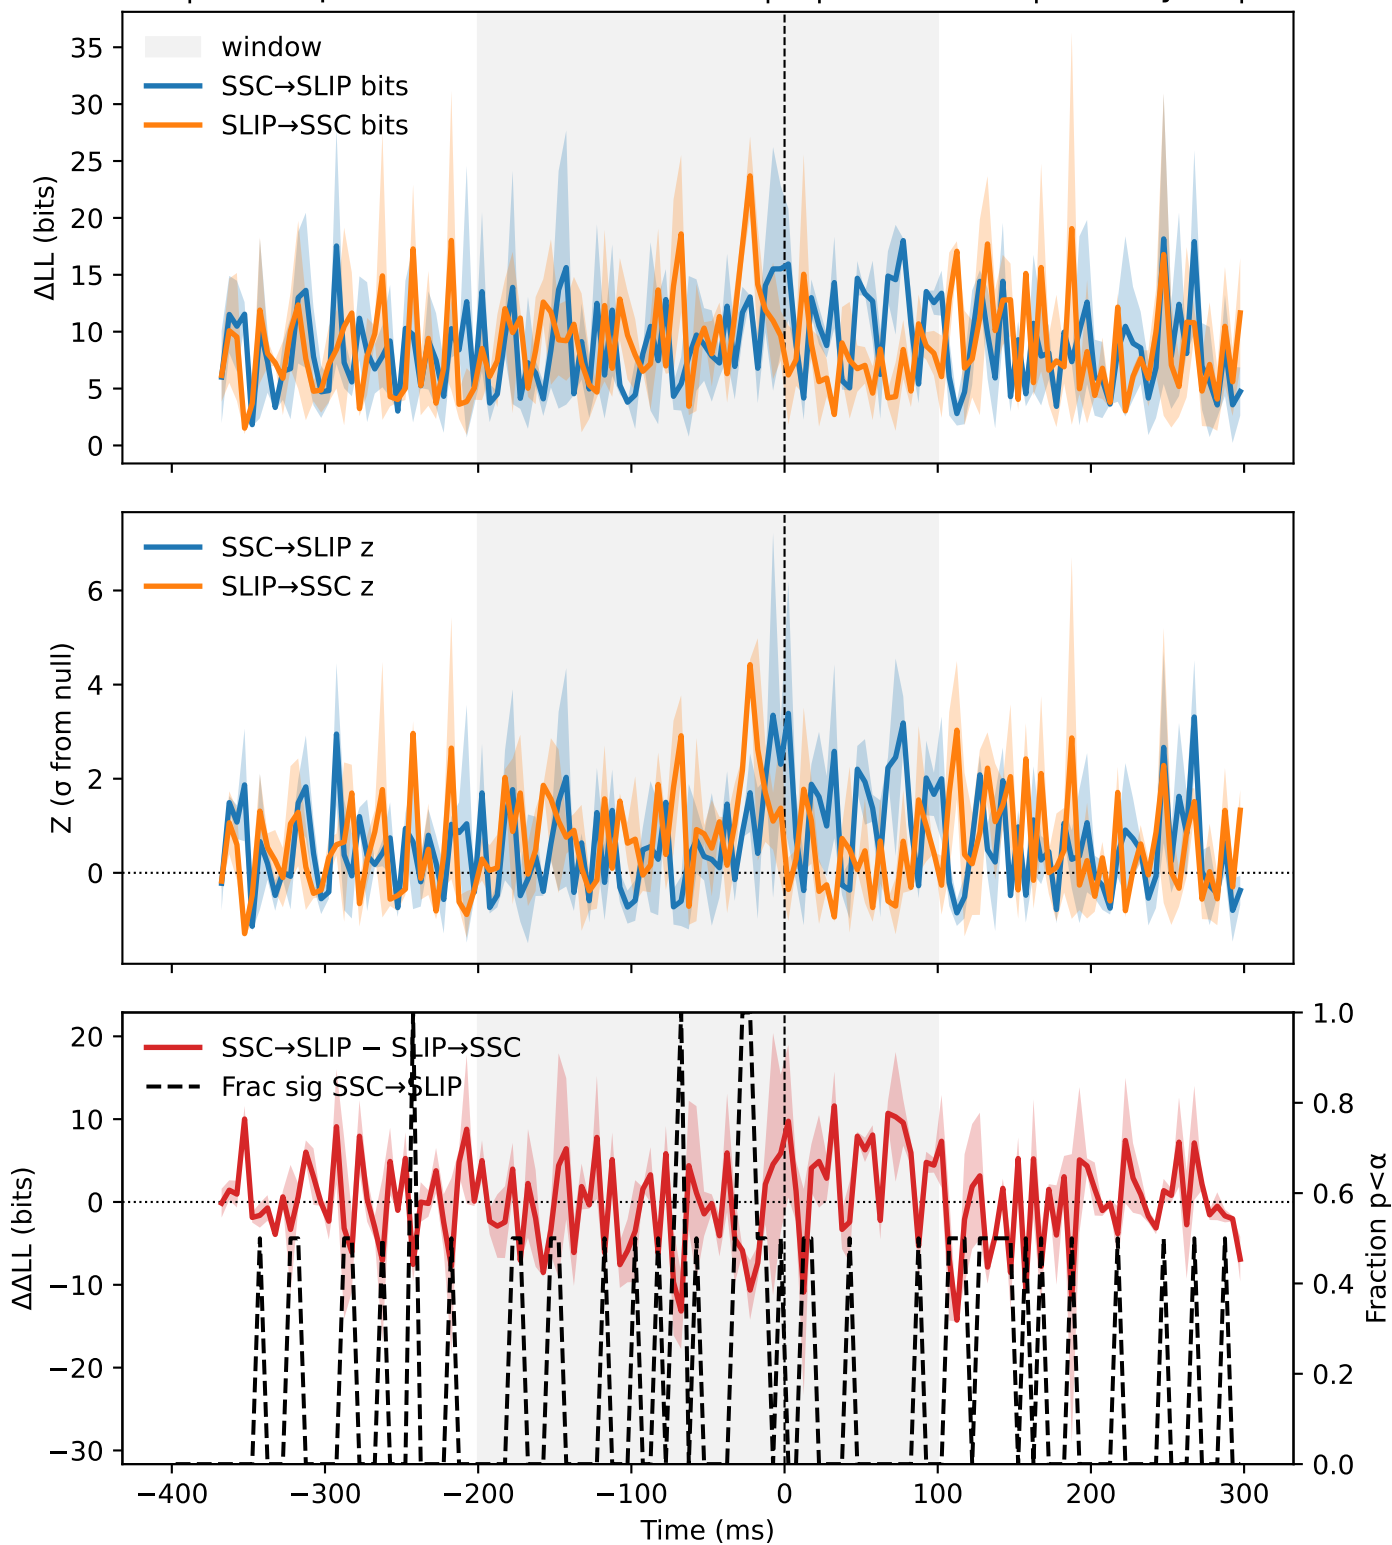 window
SSC→SLIP bits
SLIP→SSC bits
ΔLL (bits)
35
30
25
20
15
10
5
0
SSC→SLIP z
SLIP→SSC z
Z (σ from null)
6
4
2
0
SSC→SLIP − SLIP→SSC
Frac sig SSC→SLIP
ΔΔLL (bits)
20
10
0
−10
−20
−30
1.0
0.8
0.6
0.4
0.2
0.0
Fraction p<α
−400 −300 −200 −100 0 100 200 300
Time (ms)